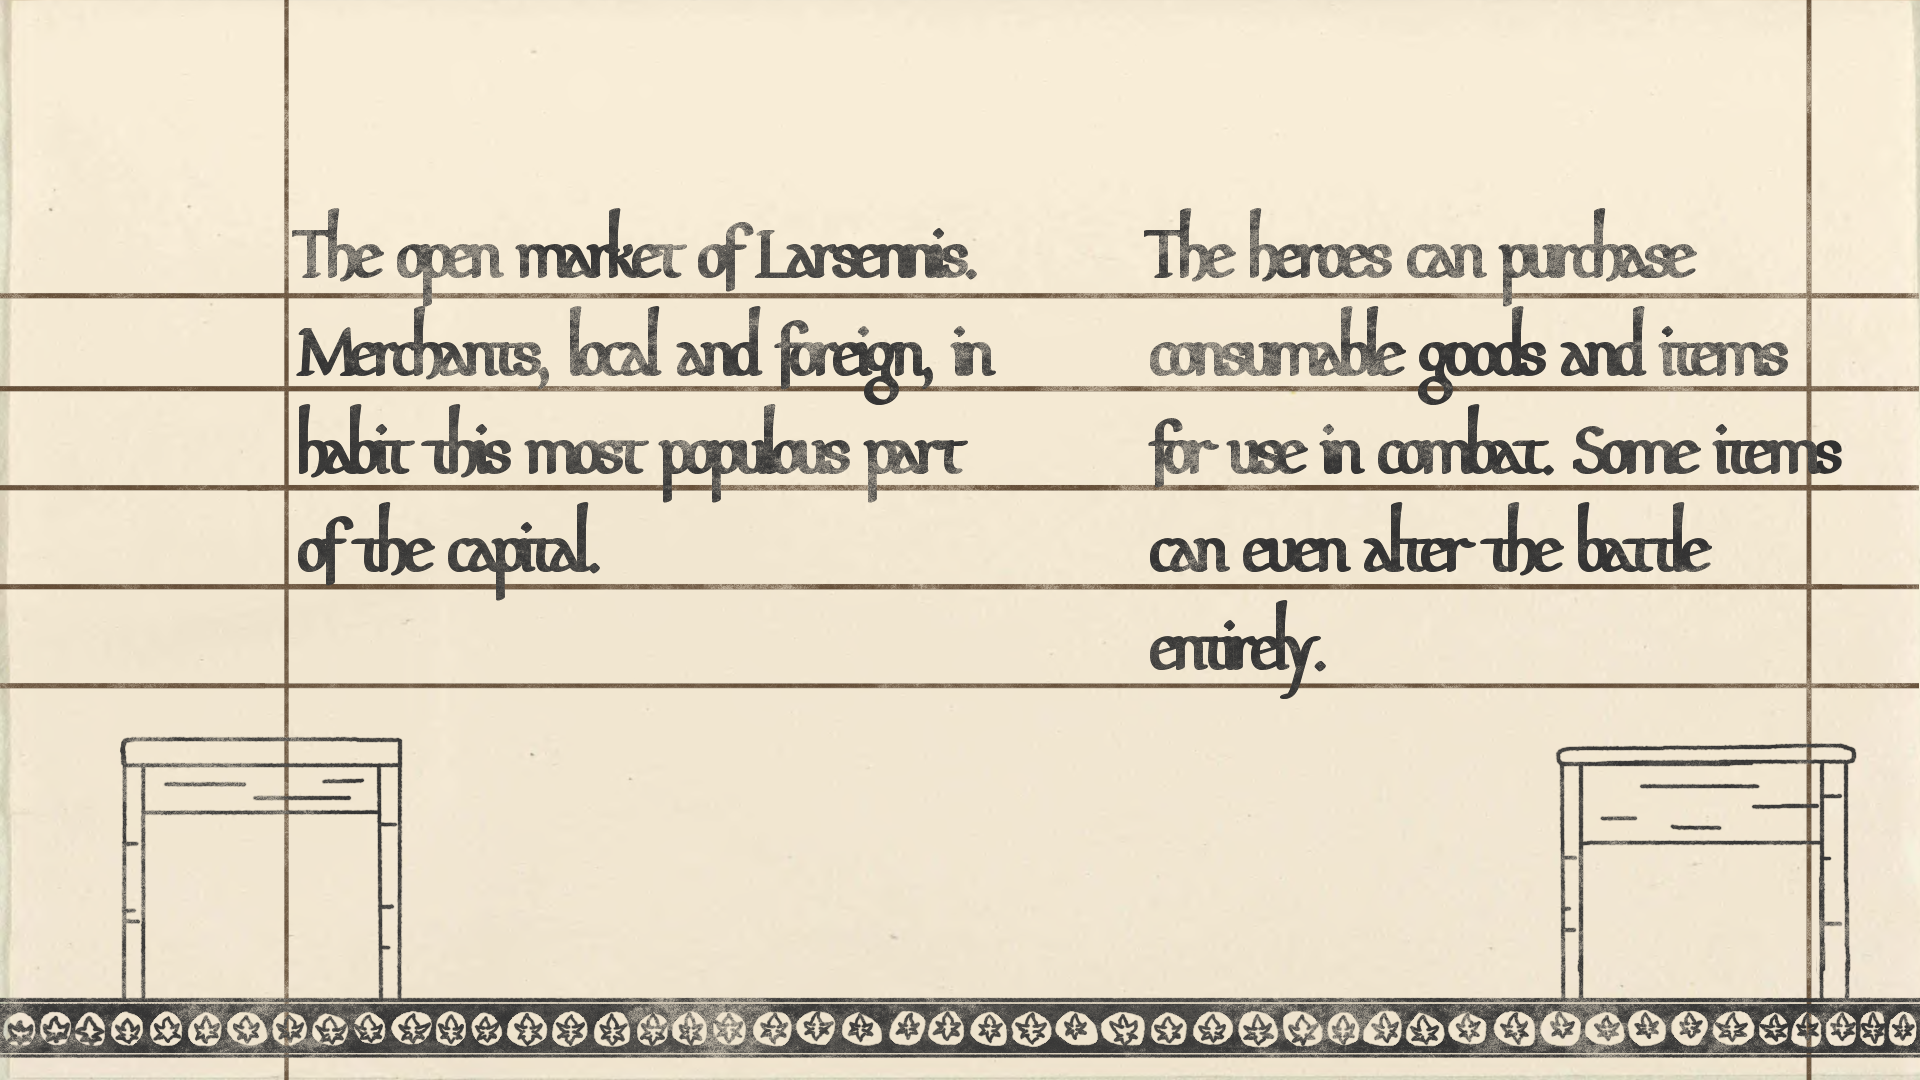 The open market of Larsennis.
Merchants, local and foreign, in
habit this most populous part
of the capital.
The heroes can purchase
consumable goods and items
for use in combat. Some items
can even alter the battle
entirely.